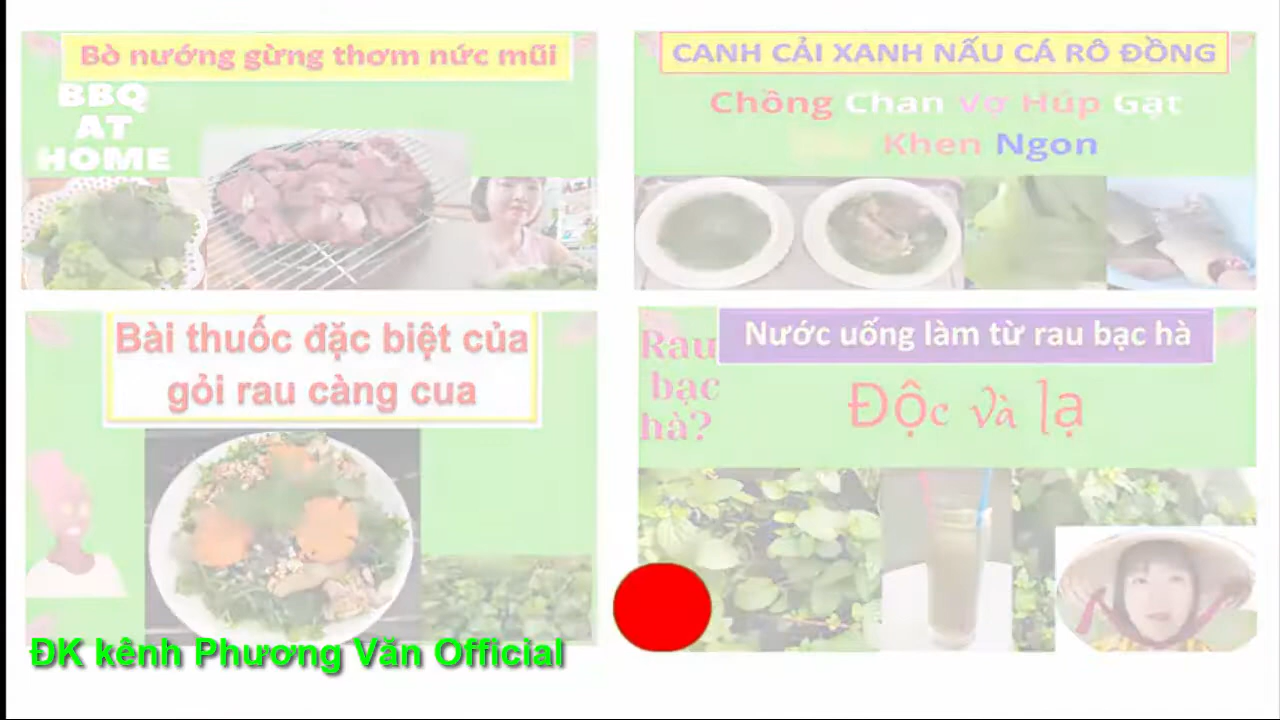 Bò nướng gừng thơm nức mũi
BBQ
AT
HOME
CANH CẢI XANH NẤU CÁ RÔ ĐỒNG
Chồng Chan Vợ Húp Gật
Khen Ngon
Bài thuốc đặc biệt của
gỏi rau càng cua
Nước uống làm từ rau bạc hà
Rau
bạc
hà?
Độc và lạ
ĐK kênh Phương Văn Official